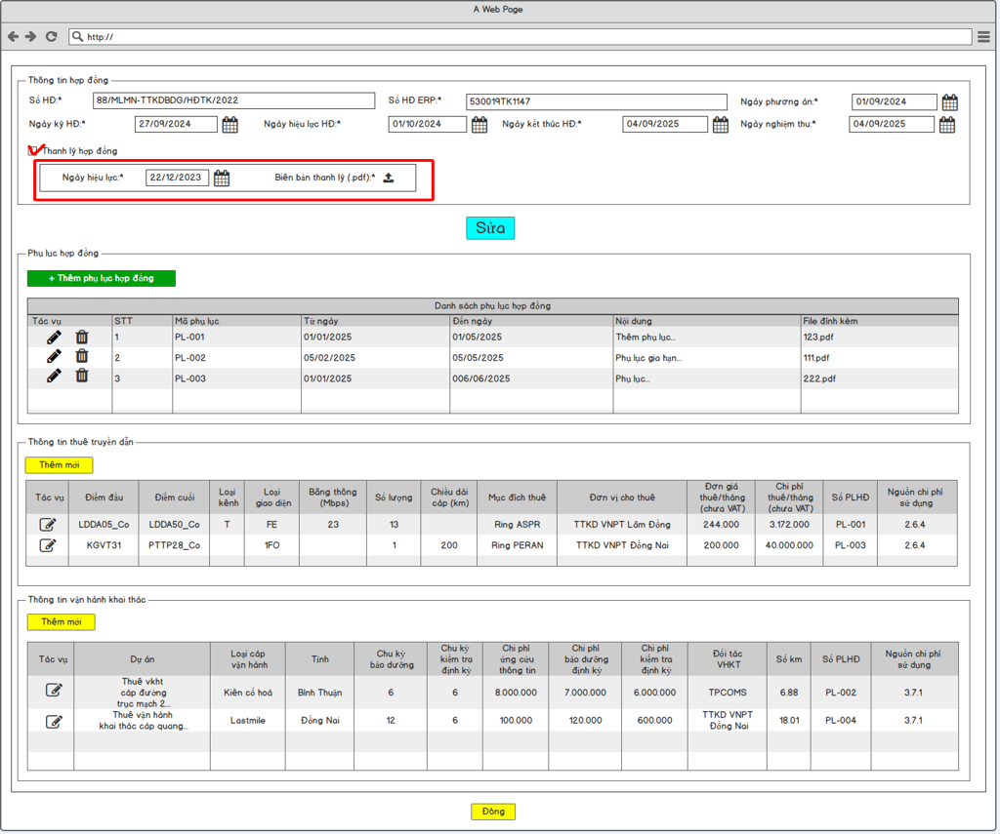 A Web Page
http://
Thông tin hợp đồng
Số HĐ:* 88/MLMN-TTKDBDG/HĐTK/2022 Số HĐ ERP:* 530019TK1147 Ngày phương án:* 01/09/2024
Ngày ký HĐ:* 27/09/2024 Ngày hiệu lực HĐ:* 01/10/2024 Ngày kết thúc HĐ:* 04/09/2025 Ngày nghiệm thu:* 04/09/2025
Thanh lý hợp đồng
Ngày hiệu lực:* 22/12/2023 Biên bản thanh lý (.pdf):*
Sửa
Phụ lục hợp đồng
+ Thêm phụ lục hợp đồng
Danh sách phụ lục hợp đồng
Tác vụ STT Mã phụ lục Từ ngày Đến ngày Nội dung File đính kèm
1 PL-001 01/01/2025 01/05/2025 Thêm phụ lục... 123.pdf
2 PL-002 05/02/2025 05/05/2025 Phụ lục gia hạn... 111.pdf
3 PL-003 01/01/2025 006/06/2025 Phụ lục... 222.pdf
Thông tin thuê truyền dẫn
Thêm mới
Tác vụ Điểm đầu Điểm cuối Loại kênh Loại giao diện Băng thông (Mbps) Số lượng Chiều dài cáp (km) Mục đích thuê Đơn vị cho thuê Đơn giá thuê/tháng (chưa VAT) Chi phí thuê/tháng (chưa VAT) Số PLHĐ Nguồn chi phí sử dụng
LDDA05_Co LDDA50_Co T FE 23 13 Ring ASPR TTKD VNPT Lâm Đồng 244.000 3.172.000 PL-001 2.6.4
KGVT31 PTTP28_Co 1FO 1 200 Ring PERAN TTKD VNPT Đồng Nai 200.000 40.000.000 PL-003 2.6.4
Thông tin vận hành khai thác
Thêm mới
Tác vụ Dự án Loại cáp vận hành Tỉnh Chu kỳ bảo dưỡng Chu kỳ kiểm tra định kỳ Chi phí ứng cứu thông tin Chi phí bảo dưỡng định kỳ Chi phí kiểm tra định kỳ Đối tác VHKT Số km Số PLHĐ Nguồn chi phí sử dụng
Thuê vkht cáp đường trục mạch 2... Kiên cố hoá Bình Thuận 6 6 8.000.000 7.000.000 6.000.000 TPCOMS 6.88 PL-002 3.7.1
Thuê vận hành khai thác cáp quang... Lastmile Đồng Nai 12 6 100.000 120.000 600.000 TTKD VNPT Đồng Nai 18.01 PL-004 3.7.1
Đóng